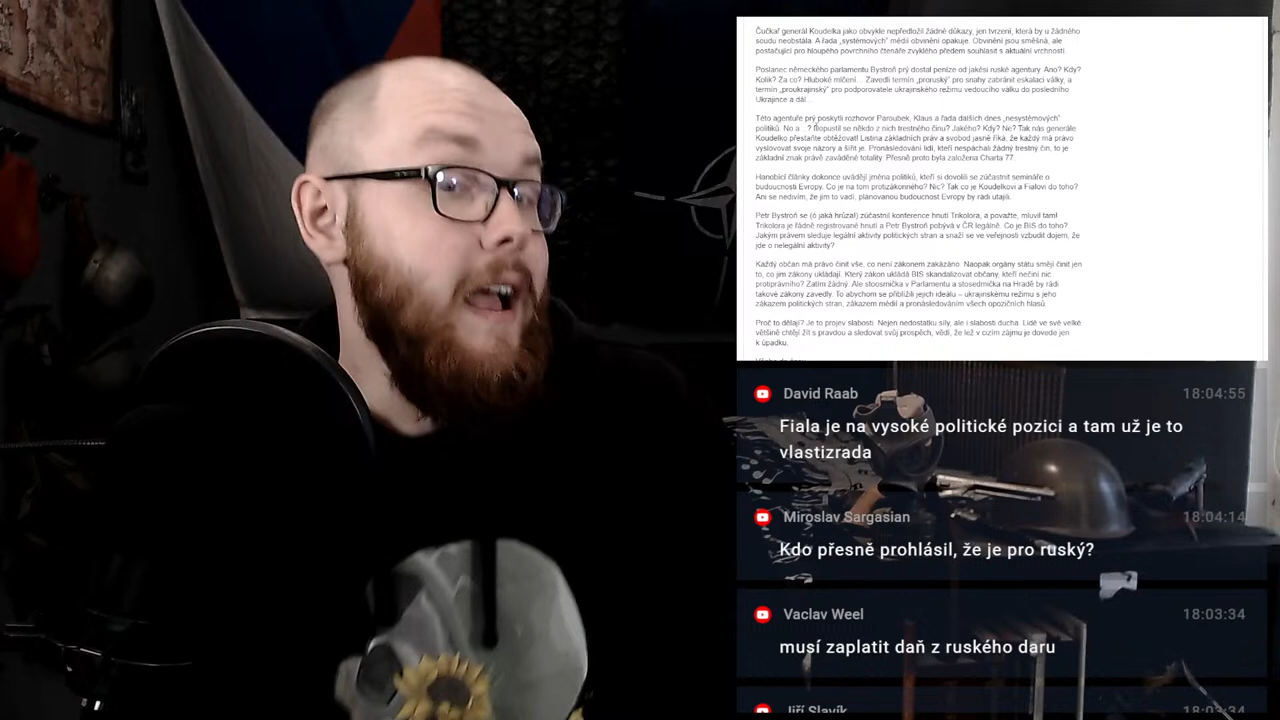 Čučkař generál Koudelka jako obvykle nepředložil žádné důkazy, jen tvrzení, která by u žádného
soudu neobstála. A řada „systémových“ médií obvinění opakuje. Obvinění jsou směšná, ale
postačující pro hloupého povrchního čtenáře zvyklého předem souhlasit s aktuální vrchností.
Poslanec německého parlamentu Bystroň prý dostal peníze od jakési ruské agentury. Ano? Kdy?
Kolik? Za co? Hluboké mlčení... Zavedli termín „proruský“ pro snahy zabránit eskalaci války, a
termín „proukrajinský“ pro podporovatele ukrajinského režimu vedoucího válku do posledního
Ukrajince a dál...
Této agentuře prý poskytli rozhovor Paroubek, Klaus a řada dalších dnes „nesystémových“
politiků. No a...? Dopustil se někdo z nich trestného činu? Jakého? Kdy? Ne? Tak nás generále
Koudelko přestaňte obtěžovat! Listina základních práv a svobod jasně říká, že každý má právo
vyslovovat svoje názory a šířit je. Pronásledování lidí, kteří nespáchali žádný trestný čin, to je
základní znak právě zaváděné totality. Přesně proto byla založena Charta 77.
Hanobící články dokonce uvádějí jména politiků, kteří si dovolili se zúčastnit semináře o
budoucnosti Evropy. Co je na tom protizákonného? Nic? Tak co je Koudelkovi a Fialovi do toho?
Ani se nedivím, že jim to vadí, plánovanou budoucnost Evropy by rádi utajili.
Petr Bystroň se (ó jaká hrůza!) zúčastnil konference hnutí Trikolora, a považte, mluvil tam!
Trikolora je řádně registrované hnutí a Petr Bystroň pobývá v ČR legálně. Co je BIS do toho?
Jakým právem sleduje legální aktivity politických stran a snaží se ve veřejnosti vzbudit dojem, že
jde o nelegální aktivity?
Každý občan má právo činit vše, co není zákonem zakázáno. Naopak orgány státu smějí činit jen
to, co jim zákony ukládají. Který zákon ukládá BIS skandalizovat občany, kteří nečiní nic
protiprávního? Zatím žádný. Ale stoosmička v Parlamentu a stosedmička na Hradě by rádi
takové zákony zavedly. To abychom se přiblížili jejich ideálu – ukrajinskému režimu s jeho
zákazem politických stran, zákazem médií a pronásledováním všech opozičních hlasů.
Proč to dělají? Je to projev slabosti. Nejen nedostatku síly, ale i slabosti ducha. Lidé ve své velké
většině chtějí žít s pravdou a sledovat svůj prospěch, vědí, že lež v cizím zájmu je dovede jen
k úpadku.
David Raab 18:04:55
Fiala je na vysoké politické pozici a tam už je to
vlastizrada
Miroslav Sargasian 18:04:14
Kdo přesně prohlásil, že je pro ruský?
Vaclav Weel 18:03:34
musí zaplatit daň z ruského daru
Jiří Slavík 18:03:34